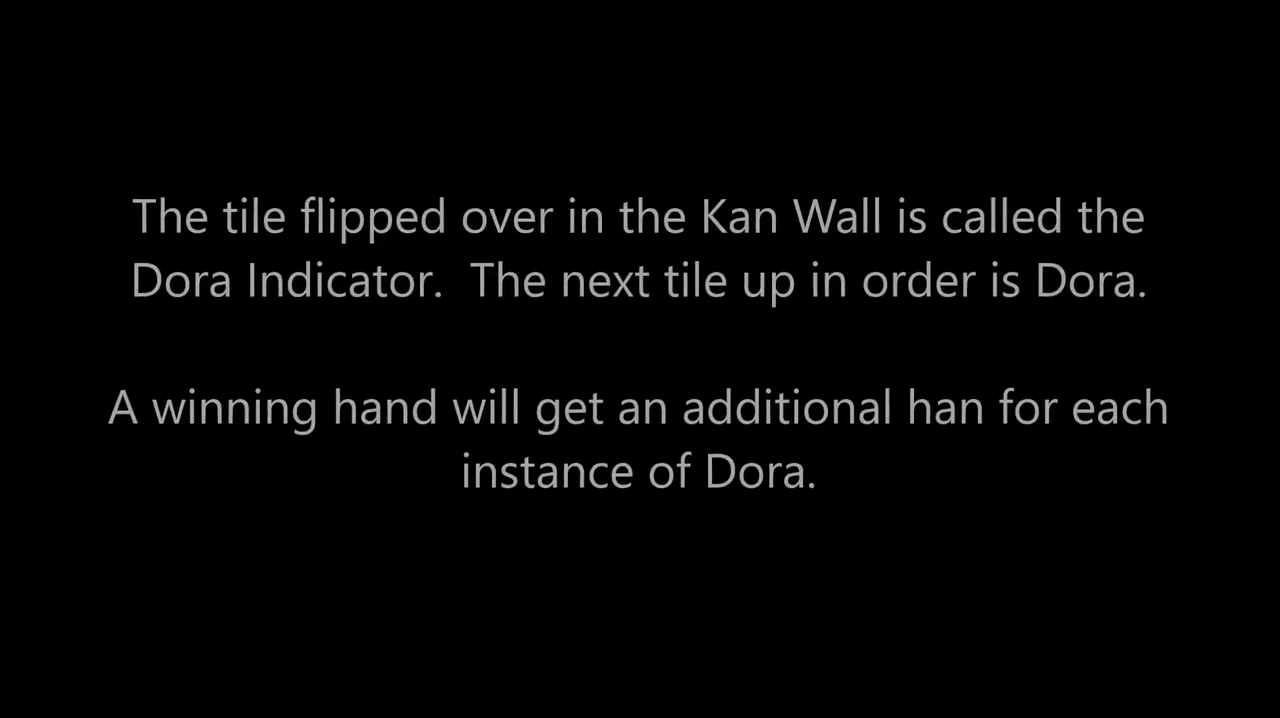 The tile flipped over in the Kan Wall is called the
Dora Indicator.  The next tile up in order is Dora.
A winning hand will get an additional han for each
instance of Dora.